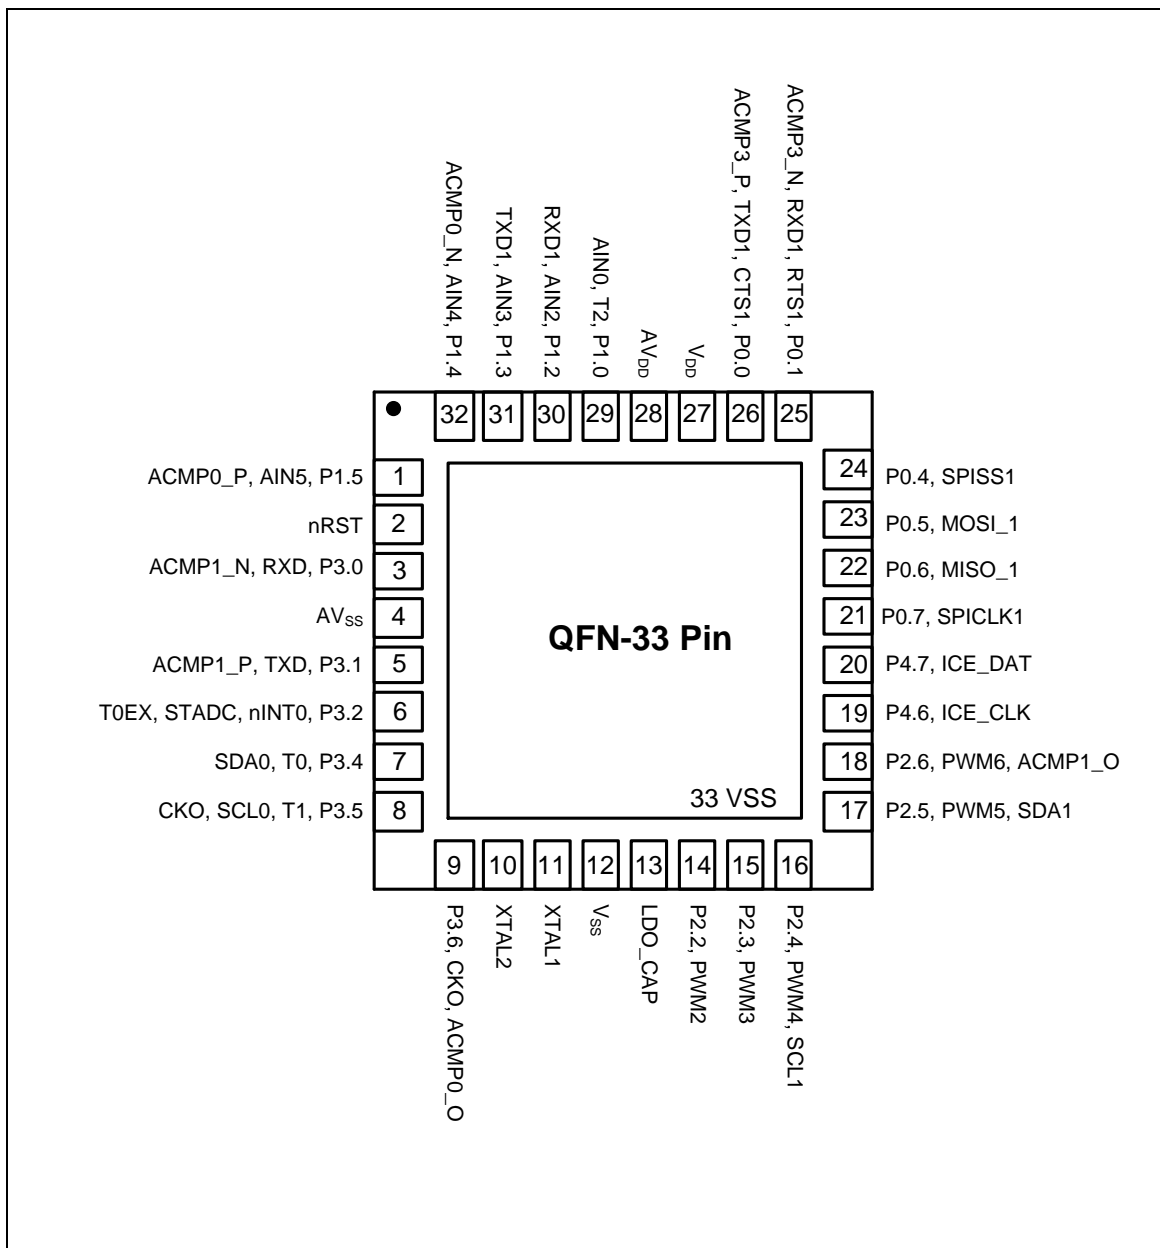 ACMP0_N, AIN4, P1.4
TXD1, AIN3, P1.3
RXD1, AIN2, P1.2
AIN0, T2, P1.0
AVDD
VDD
ACMP3_P, TXD1, CTS1, P0.0
ACMP3_N, RXD1, RTS1, P0.1
32
31
30
29
28
27
26
25
ACMP0_P, AIN5, P1.5
1
nRST
2
ACMP1_N, RXD, P3.0
3
AVSS
4
ACMP1_P, TXD, P3.1
5
T0EX, STADC, nINT0, P3.2
6
SDA0, T0, P3.4
7
CKO, SCL0, T1, P3.5
8
QFN-33 Pin
33 VSS
24
P0.4, SPISS1
23
P0.5, MOSI_1
22
P0.6, MISO_1
21
P0.7, SPICLK1
20
P4.7, ICE_DAT
19
P4.6, ICE_CLK
18
P2.6, PWM6, ACMP1_O
17
P2.5, PWM5, SDA1
9
10
11
12
13
14
15
16
P3.6, CKO, ACMP0_O
XTAL2
XTAL1
VSS
LDO_CAP
P2.2, PWM2
P2.3, PWM3
P2.4, PWM4, SCL1